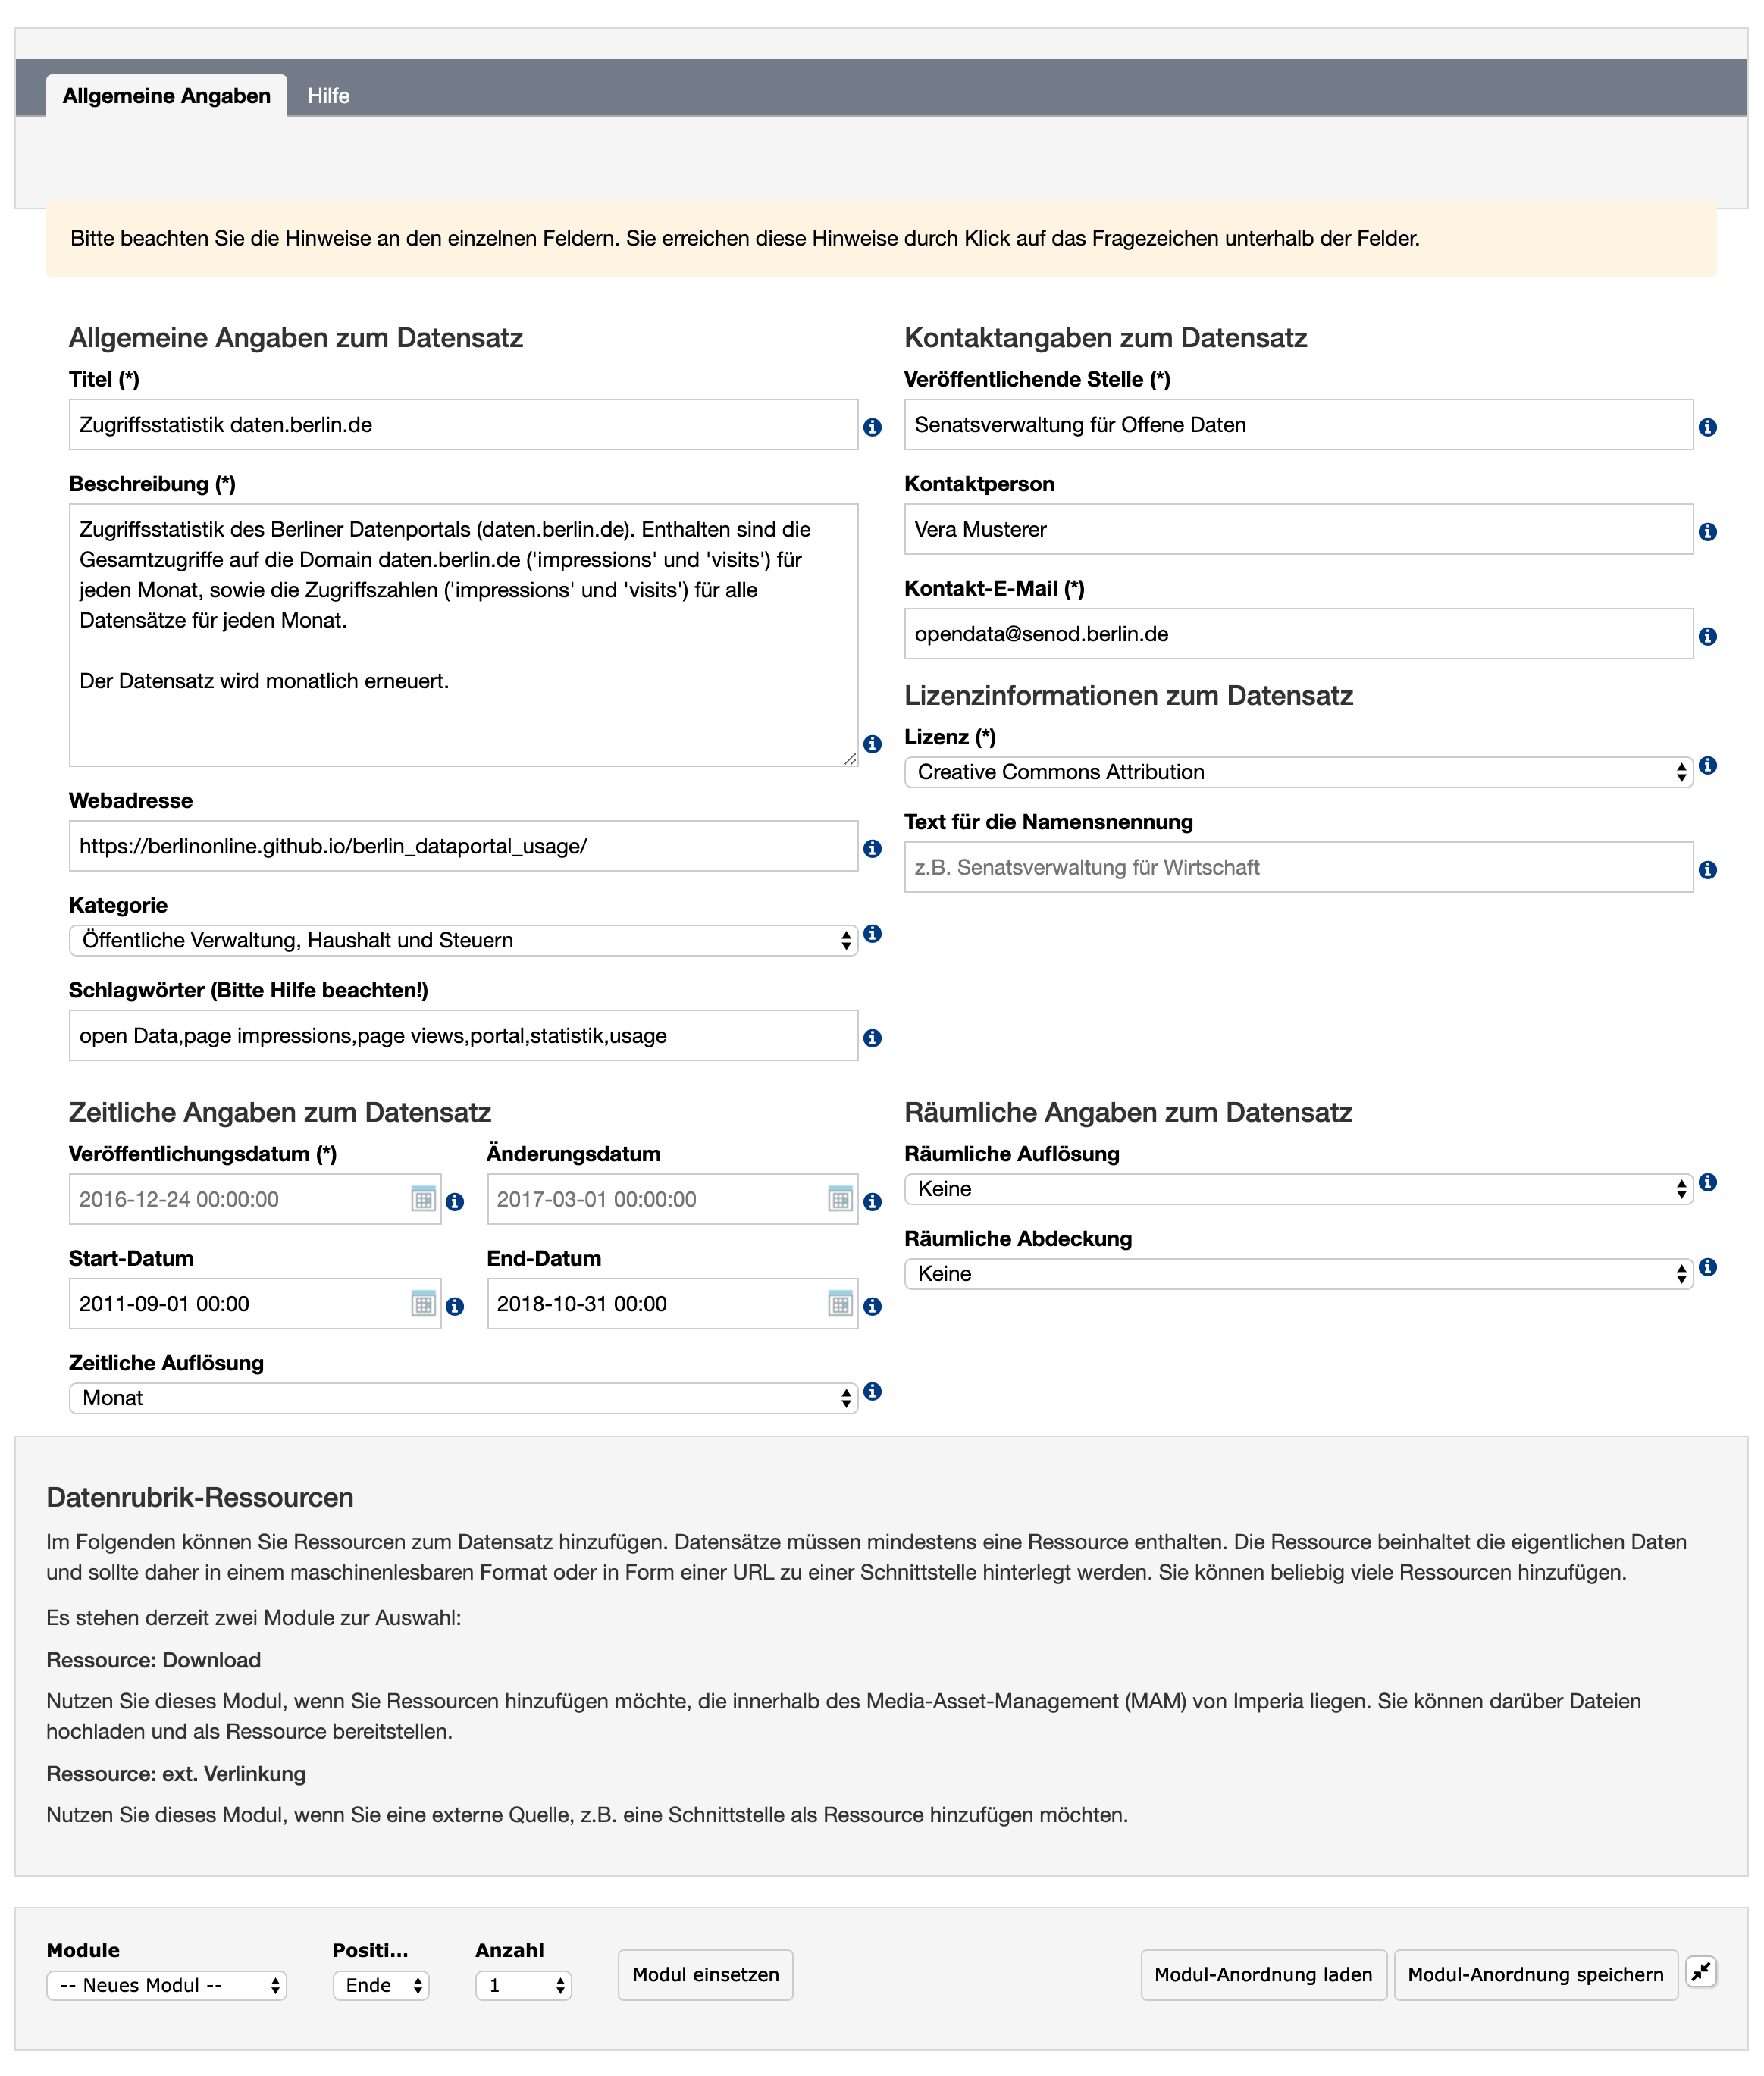 Allgemeine Angaben
Hilfe
Bitte beachten Sie die Hinweise an den einzelnen Feldern. Sie erreichen diese Hinweise durch Klick auf das Fragezeichen unterhalb der Felder.
Allgemeine Angaben zum Datensatz
Titel (*)
Zugriffsstatistik daten.berlin.de
Beschreibung (*)
Zugriffsstatistik des Berliner Datenportals (daten.berlin.de). Enthalten sind die
Gesamtzugriffe auf die Domain daten.berlin.de ('impressions' und 'visits') für
jeden Monat, sowie die Zugriffszahlen ('impressions' und 'visits') für alle
Datensätze für jeden Monat.
Der Datensatz wird monatlich erneuert.
Webadresse
https://berlinonline.github.io/berlin_dataportal_usage/
Kategorie
Öffentliche Verwaltung, Haushalt und Steuern
Schlagwörter (Bitte Hilfe beachten!)
open Data,page impressions,page views,portal,statistik,usage
Kontaktangaben zum Datensatz
Veröffentlichende Stelle (*)
Senatsverwaltung für Offene Daten
Kontaktperson
Vera Musterer
Kontakt-E-Mail (*)
opendata@senod.berlin.de
Lizenzinformationen zum Datensatz
Lizenz (*)
Creative Commons Attribution
Text für die Namensnennung
z.B. Senatsverwaltung für Wirtschaft
Zeitliche Angaben zum Datensatz
Veröffentlichungsdatum (*)
2016-12-24 00:00:00
Änderungsdatum
2017-03-01 00:00:00
Start-Datum
2011-09-01 00:00
End-Datum
2018-10-31 00:00
Zeitliche Auflösung
Monat
Räumliche Angaben zum Datensatz
Räumliche Auflösung
Keine
Räumliche Abdeckung
Keine
Datenrubrik-Ressourcen
Im Folgenden können Sie Ressourcen zum Datensatz hinzufügen. Datensätze müssen mindestens eine Ressource enthalten. Die Ressource beinhaltet die eigentlichen Daten
und sollte daher in einem maschinenlesbaren Format oder in Form einer URL zu einer Schnittstelle hinterlegt werden. Sie können beliebig viele Ressourcen hinzufügen.
Es stehen derzeit zwei Module zur Auswahl:
Ressource: Download
Nutzen Sie dieses Modul, wenn Sie Ressourcen hinzufügen möchte, die innerhalb des Media-Asset-Management (MAM) von Imperia liegen. Sie können darüber Dateien
hochladen und als Ressource bereitstellen.
Ressource: ext. Verlinkung
Nutzen Sie dieses Modul, wenn Sie eine externe Quelle, z.B. eine Schnittstelle als Ressource hinzufügen möchten.
Module
-- Neues Modul --
Positi...
Ende
Anzahl
1
Modul einsetzen
Modul-Anordnung laden
Modul-Anordnung speichern